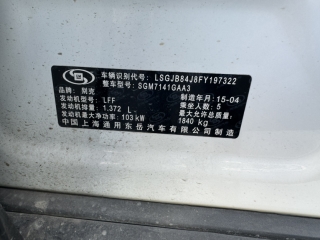 车辆识别代号: LSGJB84J8FY197322
整车型号: SGM7141GAA3
品牌: 别克 制造年月 15-04
发动机型号: LFF 乘坐人数: 5
发动机排量: 1.372 L 最大允许总质量:
发动机最大净功率: 103 kW 1840 kg
中国上海通用东岳汽车有限公司制造